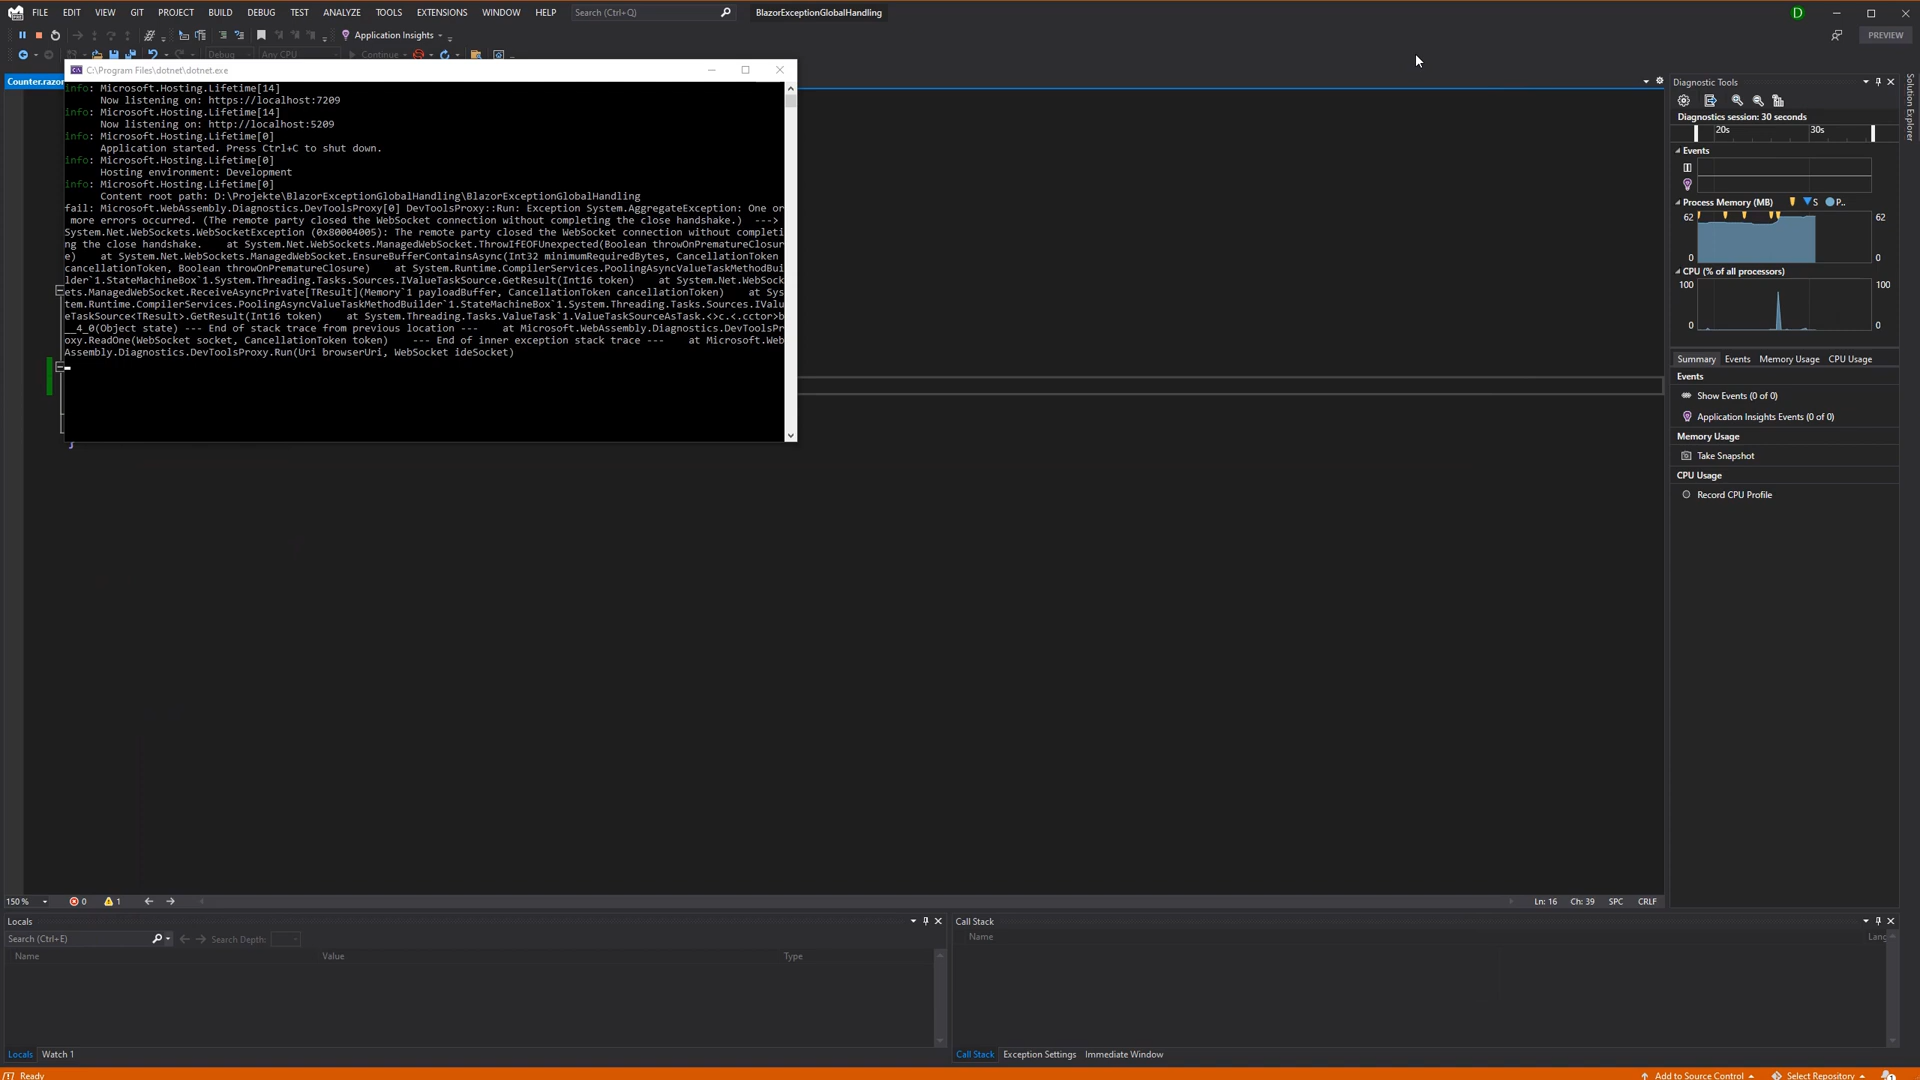 FILE EDIT VIEW GIT PROJECT BUILD DEBUG TEST ANALYZE TOOLS EXTENSIONS WINDOW HELP Search (Ctrl+Q) BlazorExceptionGlobalHandling D
Application Insights PREVIEW
Debug Any CPU Continue
C:\Program Files\dotnet\dotnet.exe
Counter.razor
info: Microsoft.Hosting.Lifetime[14]
Now listening on: https://localhost:7209
info: Microsoft.Hosting.Lifetime[14]
Now listening on: http://localhost:5209
info: Microsoft.Hosting.Lifetime[0]
Application started. Press Ctrl+C to shut down.
info: Microsoft.Hosting.Lifetime[0]
Hosting environment: Development
info: Microsoft.Hosting.Lifetime[0]
Content root path: D:\Projekte\BlazorExceptionGlobalHandling\BlazorExceptionGlobalHandling
fail: Microsoft.WebAssembly.Diagnostics.DevToolsProxy[0] DevToolsProxy::Run: Exception System.AggregateException: One or
more errors occurred. (The remote party closed the WebSocket connection without completing the close handshake.) --->
System.Net.WebSockets.WebSocketException (0x80004005): The remote party closed the WebSocket connection without completi
ng the close handshake. at System.Net.WebSockets.ManagedWebSocket.ThrowIfEOFUnexpected(Boolean throwOnPrematureClosur
e) at System.Net.WebSockets.ManagedWebSocket.EnsureBufferContainsAsync(Int32 minimumRequiredBytes, CancellationToken
cancellationToken, Boolean throwOnPrematureClosure) at System.Runtime.CompilerServices.PoolingAsyncValueTaskMethodBui
lder`1.StateMachineBox`1.System.Threading.Tasks.Sources.IValueTaskSource.GetResult(Int16 token) at System.Net.WebSock
ets.ManagedWebSocket.ReceiveAsyncPrivate[TResult](Memory`1 payloadBuffer, CancellationToken cancellationToken) at Sys
tem.Runtime.CompilerServices.PoolingAsyncValueTaskMethodBuilder`1.StateMachineBox`1.System.Threading.Tasks.Sources.IValu
eTaskSource<TResult>.GetResult(Int16 token) at System.Threading.Tasks.ValueTask`1.ValueTaskSourceAsTask.<>c.<.cctor>b
__4_0(Object state) --- End of stack trace from previous location --- at Microsoft.WebAssembly.Diagnostics.DevToolsPr
oxy.ReadOne(WebSocket socket, CancellationToken token) --- End of inner exception stack trace --- at Microsoft.Web
Assembly.Diagnostics.DevToolsProxy.Run(Uri browserUri, WebSocket ideSocket)
}
Diagnostic Tools
Diagnostics session: 30 seconds
20s 30s
Events
Process Memory (MB) S P..
62 62
0 0
CPU (% of all processors)
100 100
0 0
Summary Events Memory Usage CPU Usage
Events
Show Events (0 of 0)
Application Insights Events (0 of 0)
Memory Usage
Take Snapshot
CPU Usage
Record CPU Profile
Solution Explorer
150 % 0 1 Ln: 16 Ch: 39 SPC CRLF
Locals
Search (Ctrl+E) Search Depth:
Name Value Type
Locals Watch 1
Call Stack
Name Lang
Call Stack Exception Settings Immediate Window
Ready Add to Source Control Select Repository